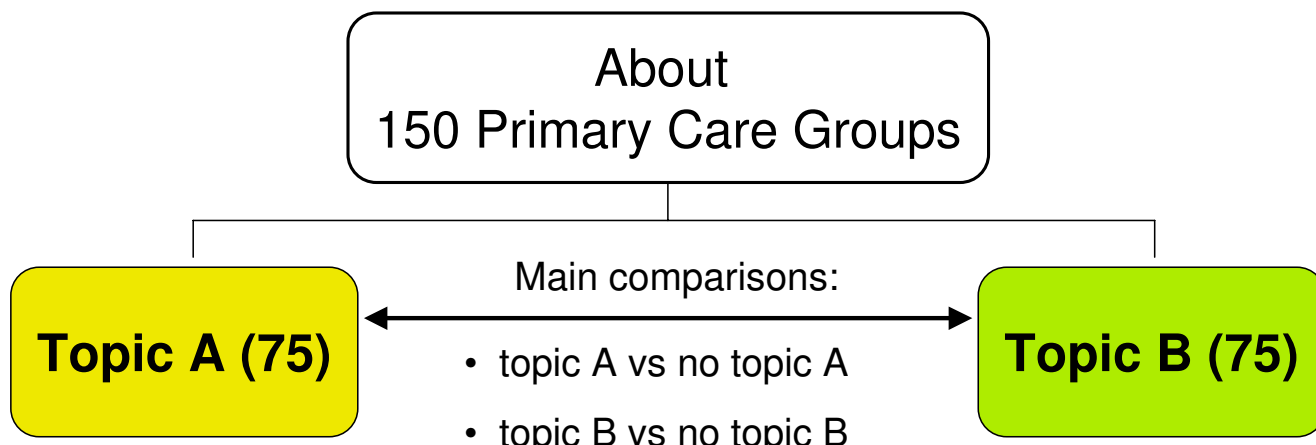 About
150 Primary Care Groups
Main comparisons:
Topic A (75)
Topic B (75)
• topic A vs no topic A
• topic B vs no topic B